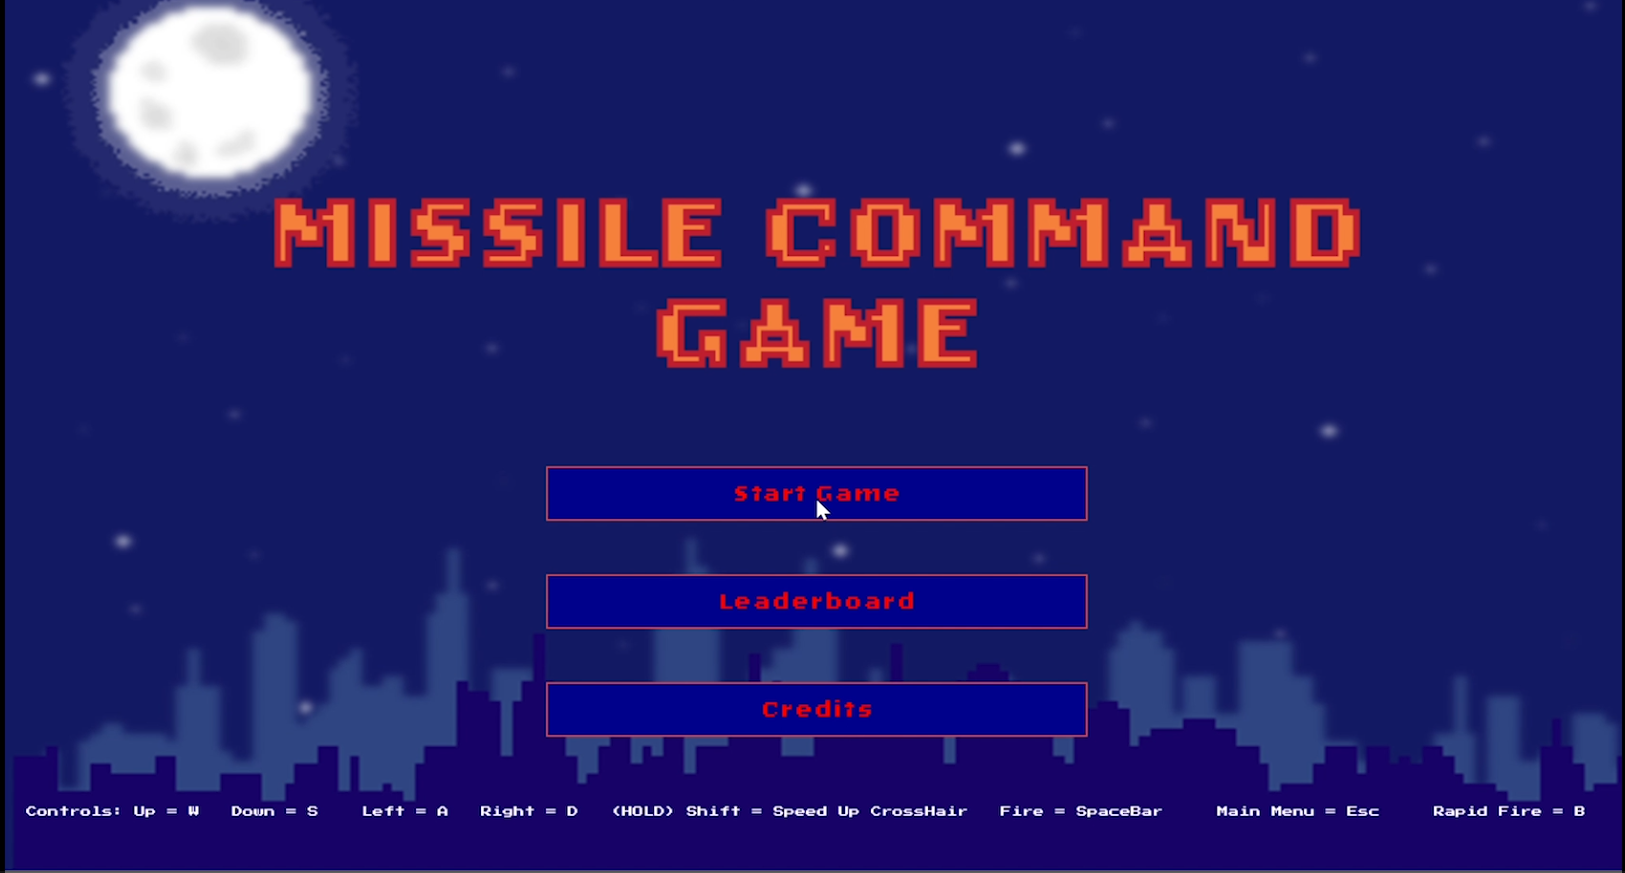 MISSILE COMMAND
GAME
Start Game
Leaderboard
Credits
Controls: Up = W Down = S Left = A Right = D (HOLD) Shift = Speed Up CrossHair Fire = SpaceBar Main Menu = Esc Rapid Fire = B